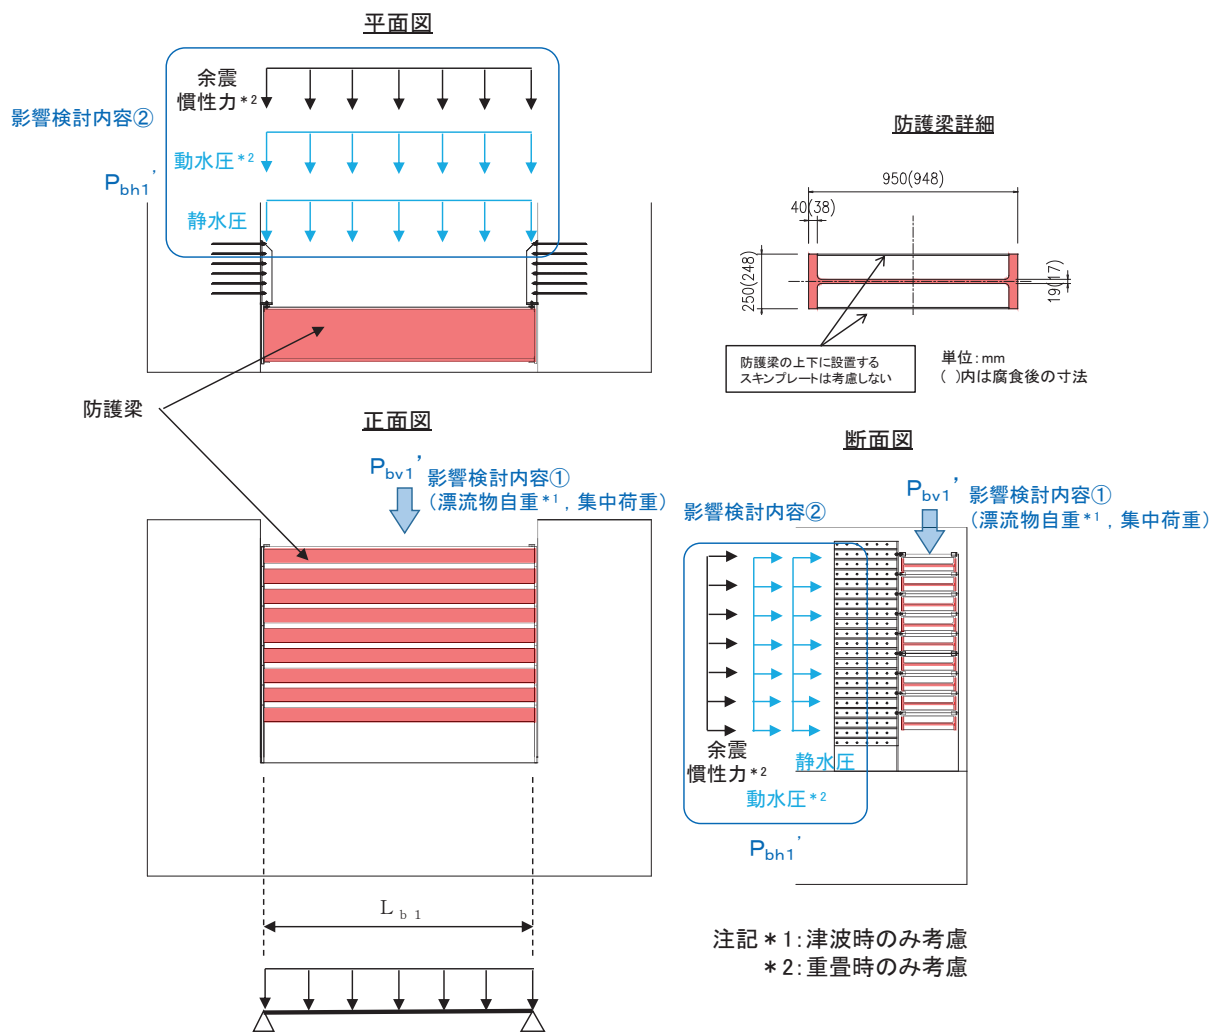 平面図
余震
慣性力*2
影響検討内容②
動水圧*2
Pbh1'
静水圧
防護梁詳細
950(948)
40(38)
250(248)
19(17)
防護梁の上下に設置する
スキンプレートは考慮しない
単位:mm
( )内は腐食後の寸法
防護梁
正面図
Pbv1' 影響検討内容①
(漂流物自重*1, 集中荷重)
断面図
Pbv1' 影響検討内容①
(漂流物自重*1, 集中荷重)
影響検討内容②
余震
慣性力*2
静水圧
動水圧*2
Pbh1'
Lb1
注記*1:津波時のみ考慮
*2:重畳時のみ考慮